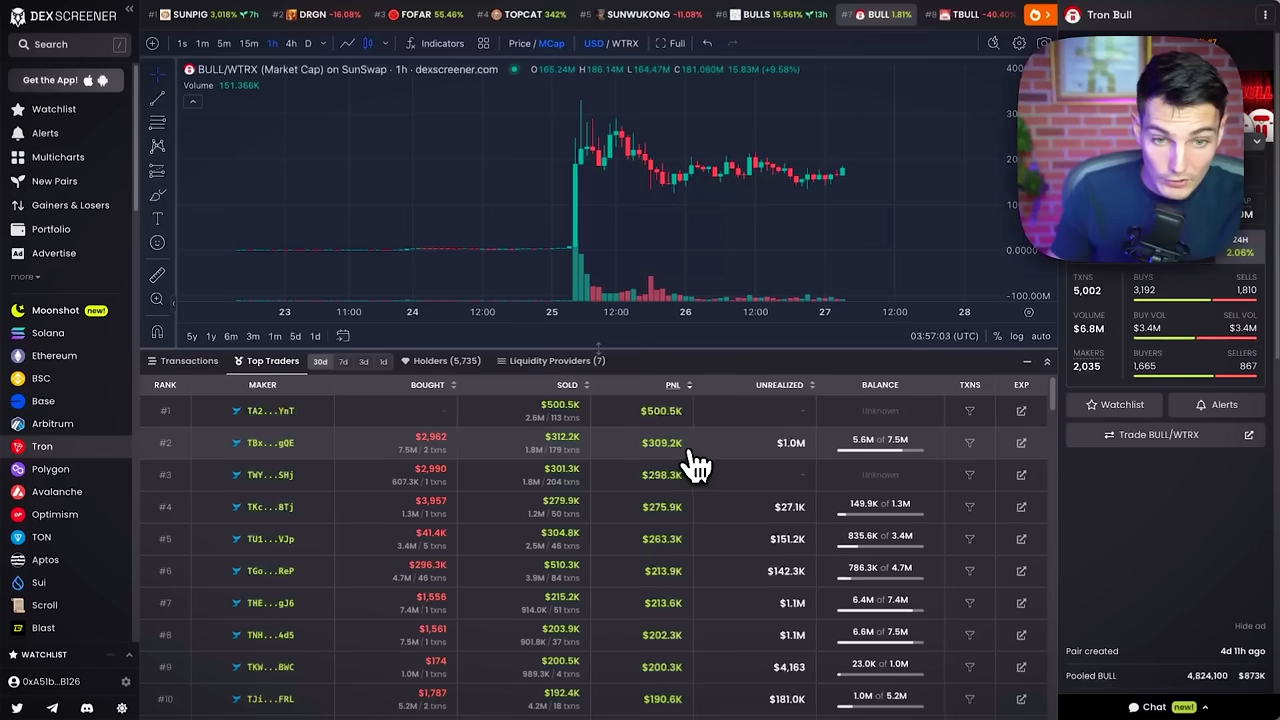 DEX SCREENER
Search /
Get the App!
Watchlist
Alerts
Multicharts
New Pairs
Gainers & Losers
Portfolio
Advertise
more
Moonshot new!
Solana
Ethereum
BSC
Base
Arbitrum
Tron
Polygon
Avalanche
Optimism
TON
Aptos
Sui
Scroll
Blast
WATCHLIST
0xA51b...B126
#1 SUNPIG 3,018% 7h #2 DRGN -16.08% #3 FOFAR 55.46% #4 TOPCAT 342% #5 SUNWUKONG -11.08% #6 BULLS 15,561% 13h #7 BULL 1.81% #8 TBULL -40.40%
1s 1m 5m 15m 1h 4h D Indicators Price / MCap USD / WTRX Full
BULL/WTRX (Market Cap) on SunSwap · 1h · dexscreener.com O165.24M H186.14M L164.47M C181.080M 15.83M (+9.58%)
Volume 151.366K
0.0000
-100.00M
23 11:00 24 12:00 25 12:00 26 12:00 27 12:00 28
5y 1y 6m 3m 1m 5d 1d 03:57:03 (UTC) % log auto
Transactions Top Traders 30d 7d 3d 1d Holders (5,735) Liquidity Providers (7)
RANK MAKER BOUGHT SOLD PNL UNREALIZED BALANCE TXNS EXP
#1 TA2...YnT - $500.5K $500.5K - Unknown
2.6M / 113 txns
#2 TBx...gQE $2,962 $312.2K $309.2K $1.0M 5.6M of 7.5M
7.5M / 2 txns 1.8M / 179 txns
#3 TWY...SHj $2,990 $301.3K $298.3K - Unknown
607.3K / 1 txns 1.8M / 204 txns
#4 TKc...8Tj $3,957 $279.9K $275.9K $27.1K 149.9K of 1.3M
1.3M / 1 txns 1.2M / 50 txns
#5 TU1...VJp $41.4K $304.8K $263.3K $151.2K 835.6K of 3.4M
3.4M / 5 txns 2.5M / 46 txns
#6 TGo...ReP $296.3K $510.3K $213.9K $142.3K 786.3K of 4.7M
4.7M / 46 txns 3.9M / 84 txns
#7 THE...gJ6 $1,556 $215.2K $213.6K $1.1M 6.4M of 7.4M
7.4M / 1 txns 914.0K / 51 txns
#8 TNH...4d5 $1,561 $203.9K $202.3K $1.1M 6.6M of 7.5M
7.5M / 1 txns 901.8K / 37 txns
#9 TKW...8WC $174 $200.5K $200.3K $4,163 23.0K of 1.0M
1.0M / 1 txns 989.3K / 4 txns
#10 TJi...FRL $1,787 $192.4K $190.6K $181.0K 1.0M of 5.2M
5.2M / 2 txns 4.2M / 18 txns
Tron Bull
24H
2.06%
TXNS BUYS SELLS
5,002 3,192 1,810
VOLUME BUY VOL SELL VOL
$6.8M $3.4M $3.4M
MAKERS BUYERS SELLERS
2,035 1,665 867
Watchlist Alerts
Trade BULL/WTRX
Hide ad
Pair created 4d 11h ago
Pooled BULL 4,824,100 $873K
Chat new!